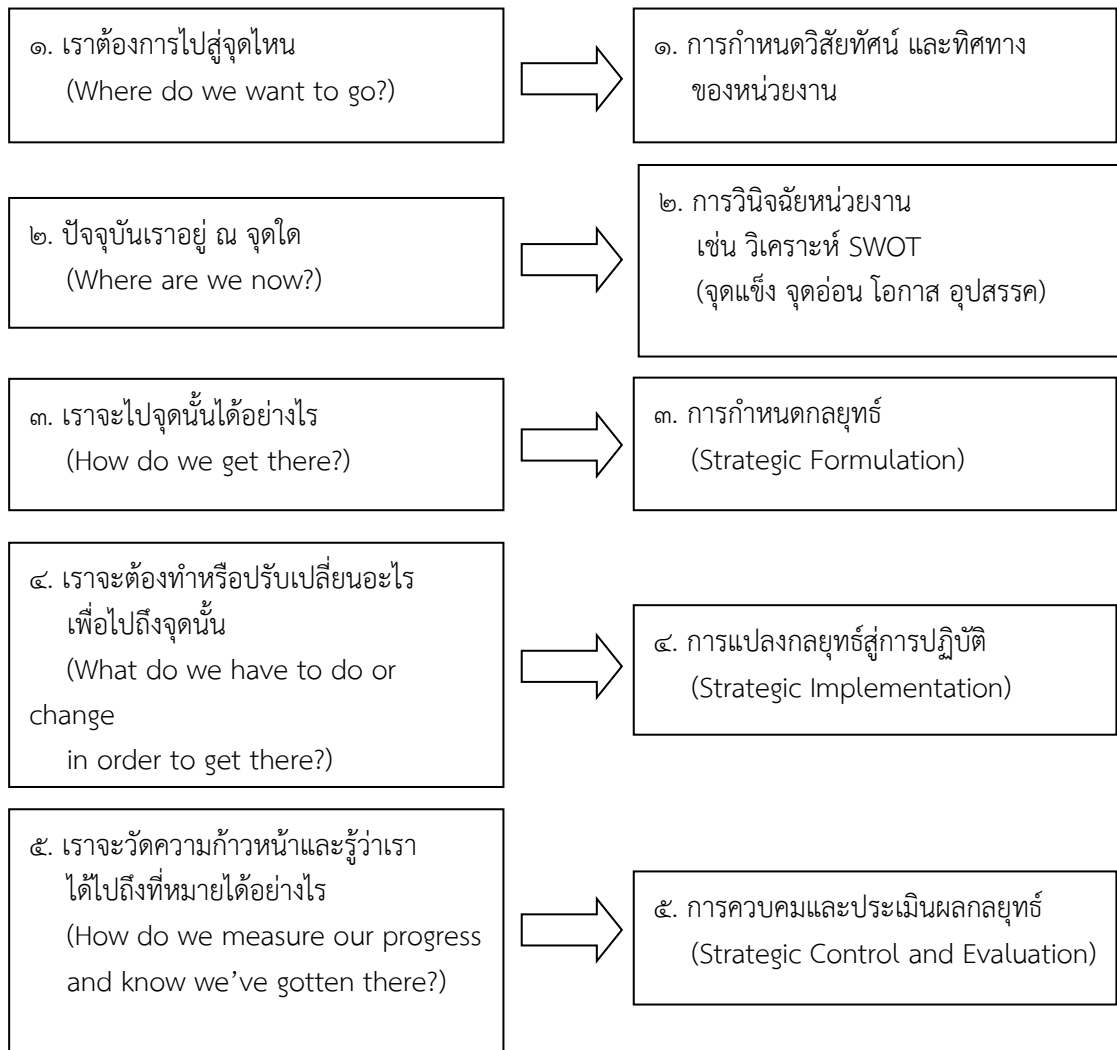 ๑. เราต้องการไปสู่จุดไหน
(Where do we want to go?)
๑. การกำหนดวิสัยทัศน์ และทิศทาง
ของหน่วยงาน
๒. ปัจจุบันเราอยู่ ณ จุดใด
(Where are we now?)
๒. การวินิจฉัยหน่วยงาน
เช่น วิเคราะห์ SWOT
(จุดแข็ง จุดอ่อน โอกาส อุปสรรค)
๓. เราจะไปจุดนั้นได้อย่างไร
(How do we get there?)
๓. การกำหนดกลยุทธ์
(Strategic Formulation)
๔. เราจะต้องทำหรือปรับเปลี่ยนอะไร
เพื่อไปถึงจุดนั้น
(What do we have to do or
change
in order to get there?)
๔. การแปลงกลยุทธ์สู่การปฏิบัติ
(Strategic Implementation)
๕. เราจะวัดความก้าวหน้าและรู้ว่าเรา
ได้ไปถึงที่หมายได้อย่างไร
(How do we measure our progress
and know we’ve gotten there?)
๕. การควบคมและประเมินผลกลยุทธ์
(Strategic Control and Evaluation)